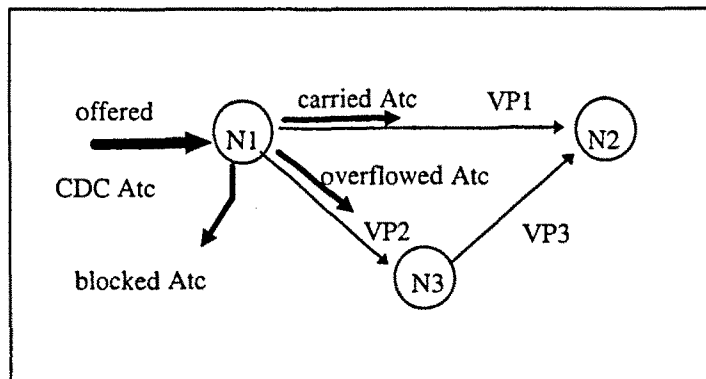 offered
CDC Atc
blocked Atc
N1
carried Atc
VP1
N2
overflowed Atc
VP2
VP3
N3